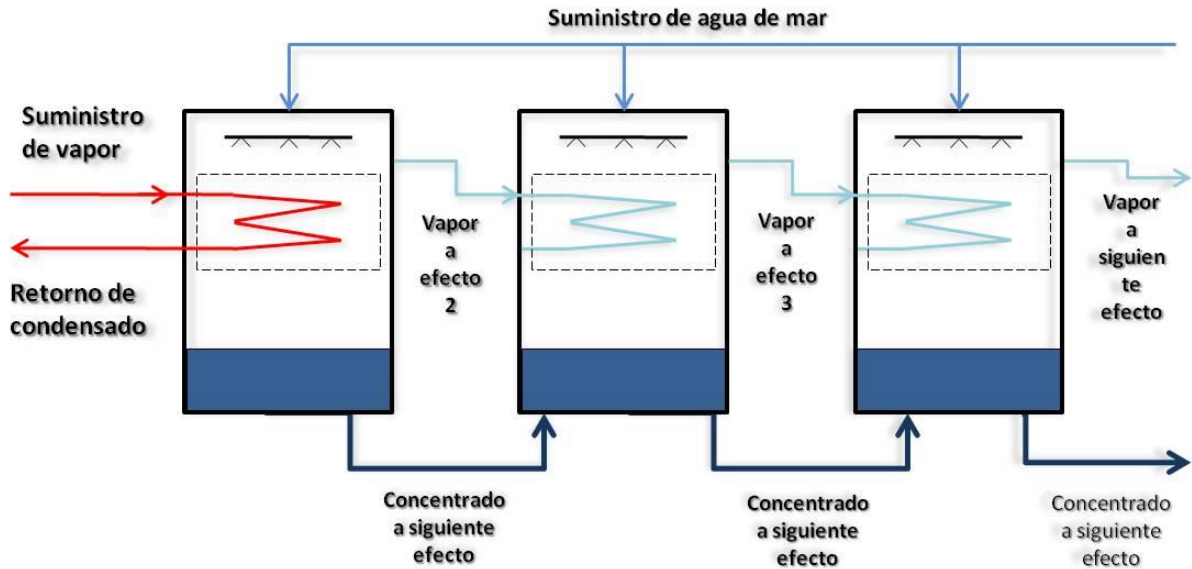 Suministro de agua de mar
Suministro
de vapor
Retorno de
condensado
Vapor
a
efecto
2
Vapor
a
efecto
3
Vapor
a
siguien
te
efecto
Concentrado
a siguiente
efecto
Concentrado
a siguiente
efecto
Concentrado
a siguiente
efecto